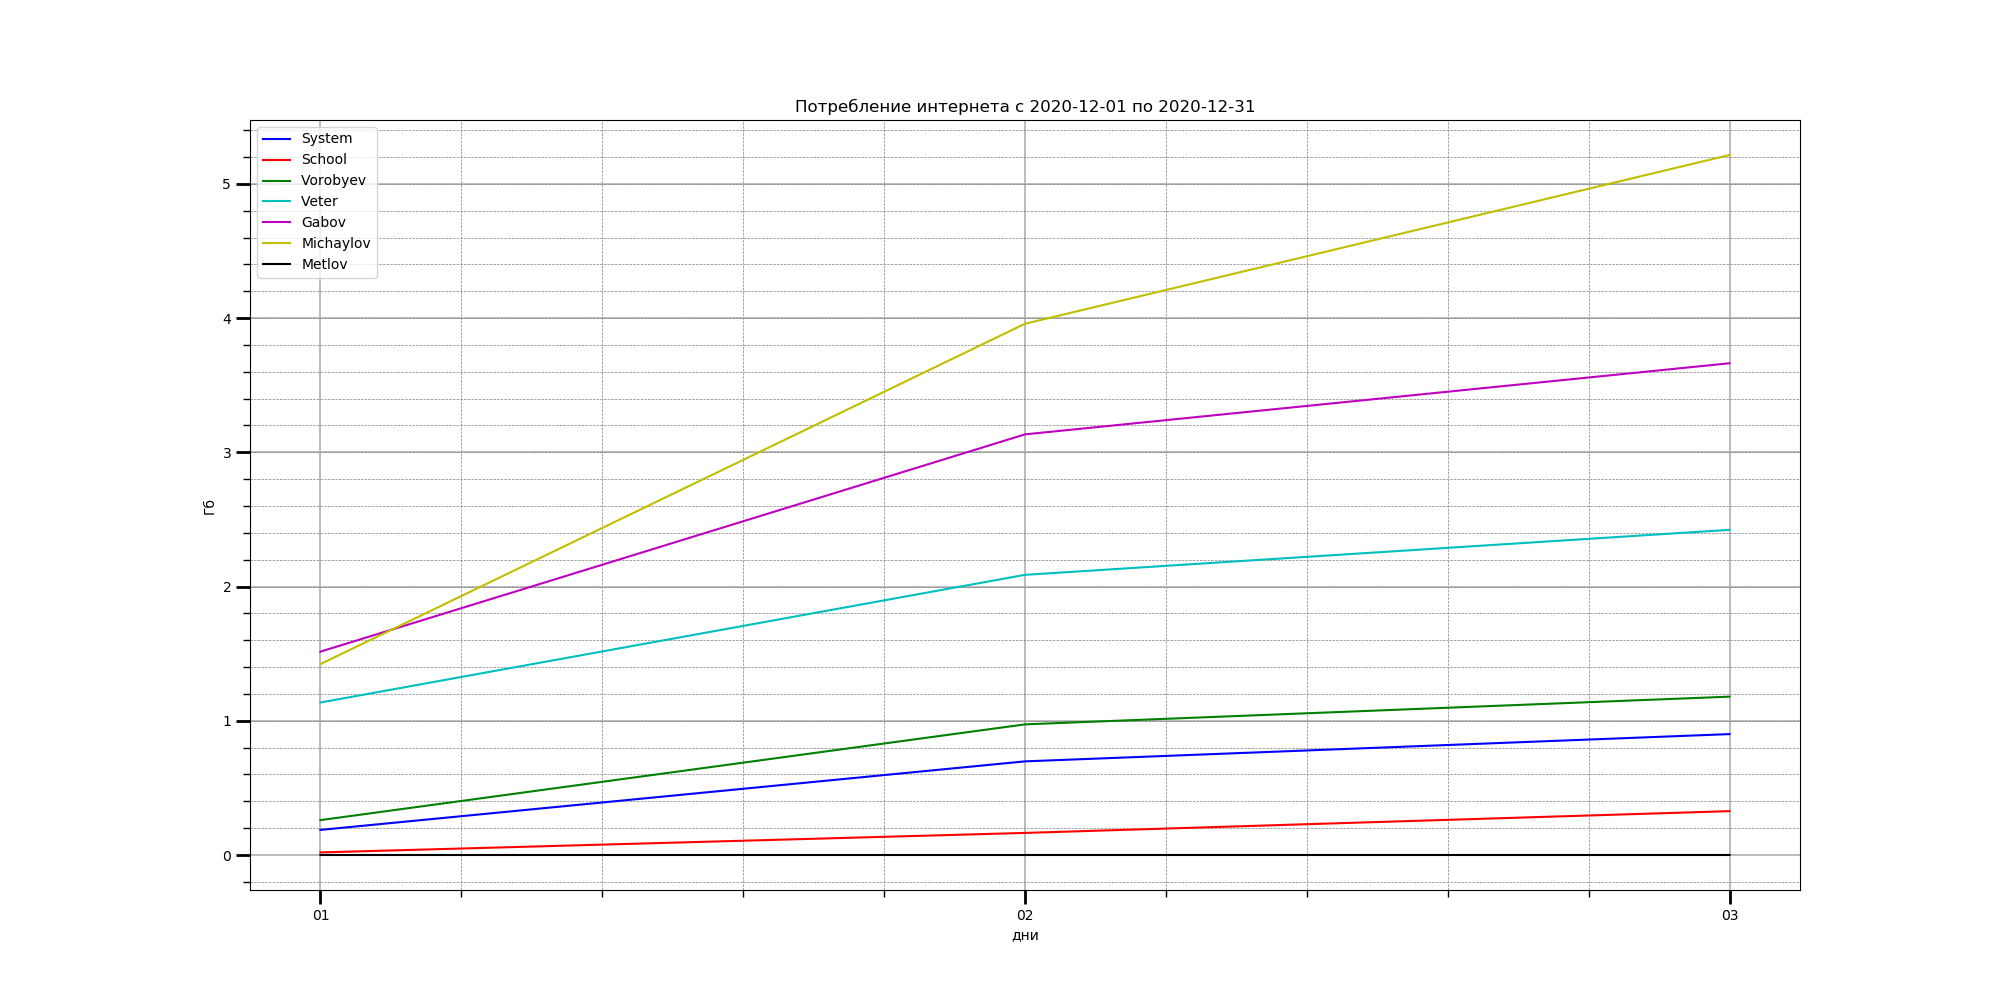 Потребление интернета с 2020-12-01 по 2020-12-31
System
School
Vorobyev
Veter
Gabov
Michaylov
Metlov
5
4
3
2
1
0
Гб
01
02
03
дни